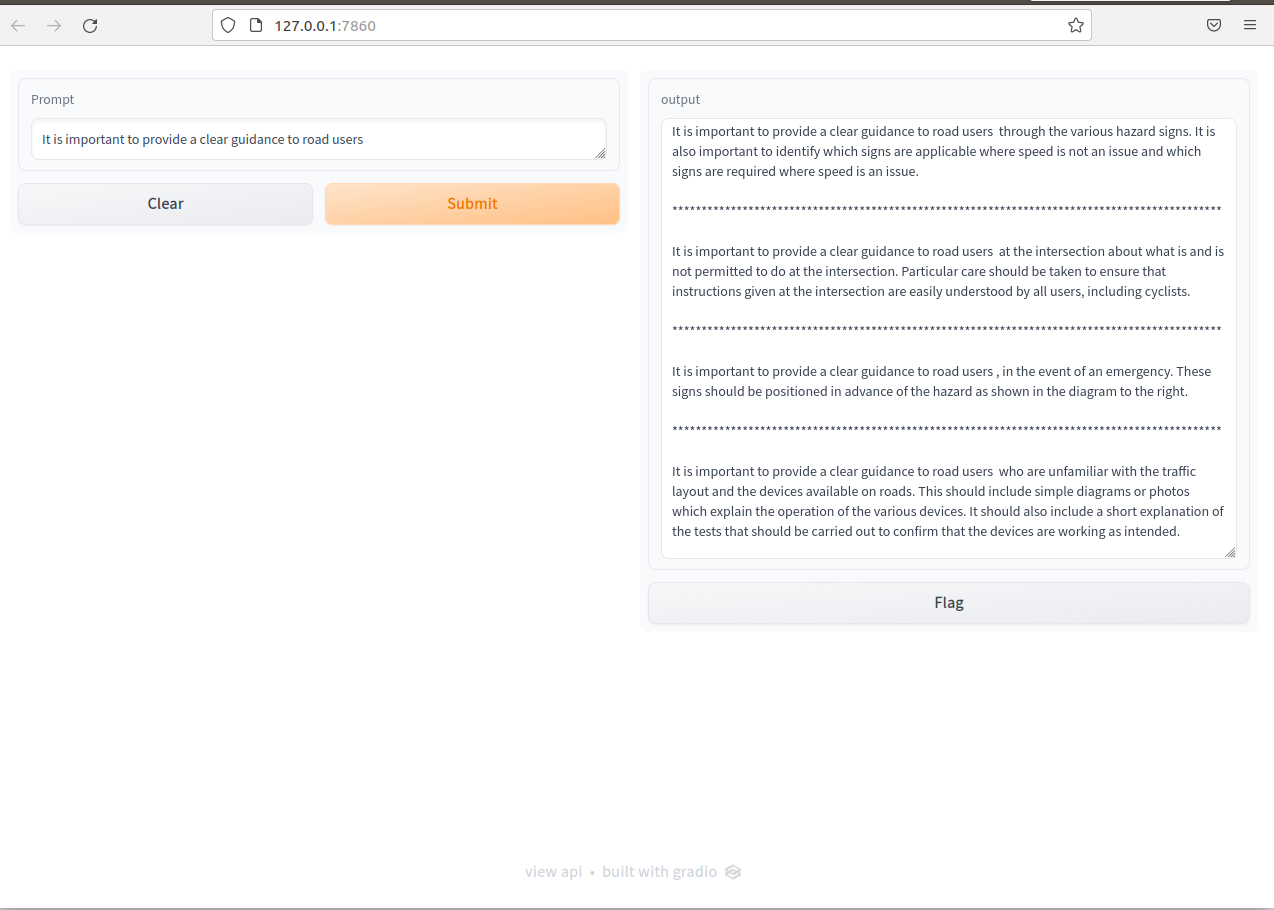 127.0.0.1:7860
Prompt
It is important to provide a clear guidance to road users
Clear
Submit
output
It is important to provide a clear guidance to road users  through the various hazard signs. It is
also important to identify which signs are applicable where speed is not an issue and which
signs are required where speed is an issue.
**********************************************************************************************
It is important to provide a clear guidance to road users  at the intersection about what is and is
not permitted to do at the intersection. Particular care should be taken to ensure that
instructions given at the intersection are easily understood by all users, including cyclists.
**********************************************************************************************
It is important to provide a clear guidance to road users , in the event of an emergency. These
signs should be positioned in advance of the hazard as shown in the diagram to the right.
**********************************************************************************************
It is important to provide a clear guidance to road users  who are unfamiliar with the traffic
layout and the devices available on roads. This should include simple diagrams or photos
which explain the operation of the various devices. It should also include a short explanation of
the tests that should be carried out to confirm that the devices are working as intended.
Flag
view api • built with gradio